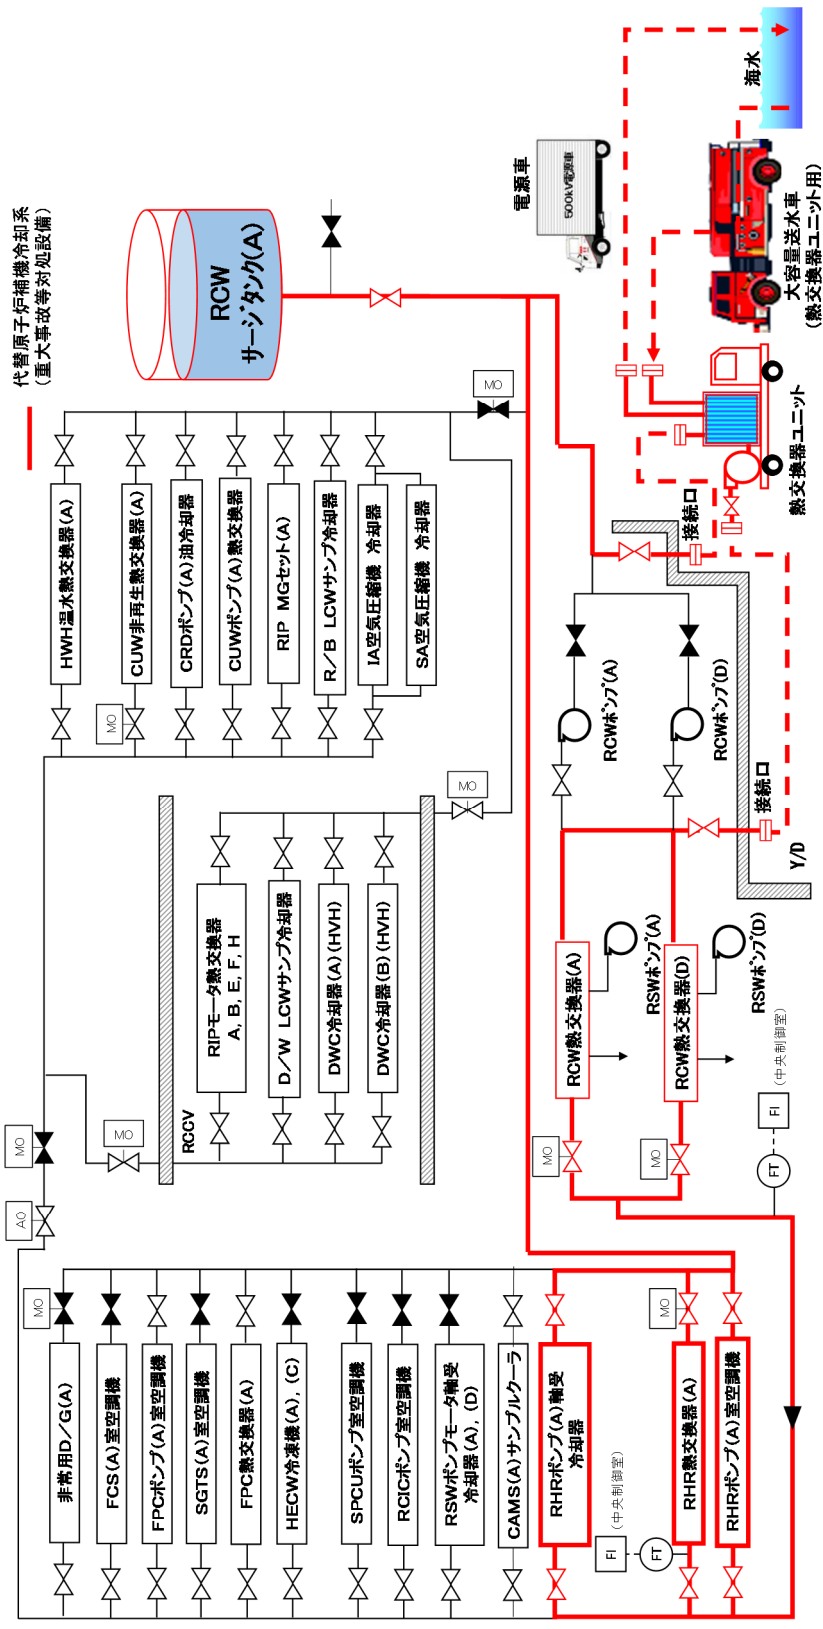 代替原子炉補機冷却系
（重大事故等対処設備）
RCW
サージタンク(A)
電源車
500kV電源車
海水
大容量送水車
(熱交換器ユニット用)
熱交換器ユニット
接続口
接続口
Y/D
MO
HWH温水熱交換器(A)
CUW非再生熱交換器(A)
CRDポンプ(A)油冷却器
CUWポンプ(A)熱交換器
RIP MGセット(A)
R/B LCWサンプ冷却器
IA空気圧縮機 冷却器
SA空気圧縮機 冷却器
MO
MO
RIPモータ熱交換器
A, B, E, F, H
D/W LCWサンプ冷却器
DWC冷却器(A)(HVH)
DWC冷却器(B)(HVH)
RCCV
MO
MO
AO
RCWポンプ(A)
RCWポンプ(D)
RCW熱交換器(A)
RSWポンプ(A)
RCW熱交換器(D)
RSWポンプ(D)
MO
MO
FT
FI
（中央制御室）
MO
非常用D/G(A)
FCS(A)室空調機
FPCポンプ(A)室空調機
SGTS(A)室空調機
FPC熱交換器(A)
HECW冷凍機(A), (C)
SPCUポンプ室空調機
RCICポンプ室空調機
RSWポンプモータ軸受
冷却器(A), (D)
CAMS(A)サンプルクーラ
RHRポンプ(A)軸受
冷却器
MO
RHR熱交換器(A)
RHRポンプ(A)室空調機
FT
FI
（中央制御室）